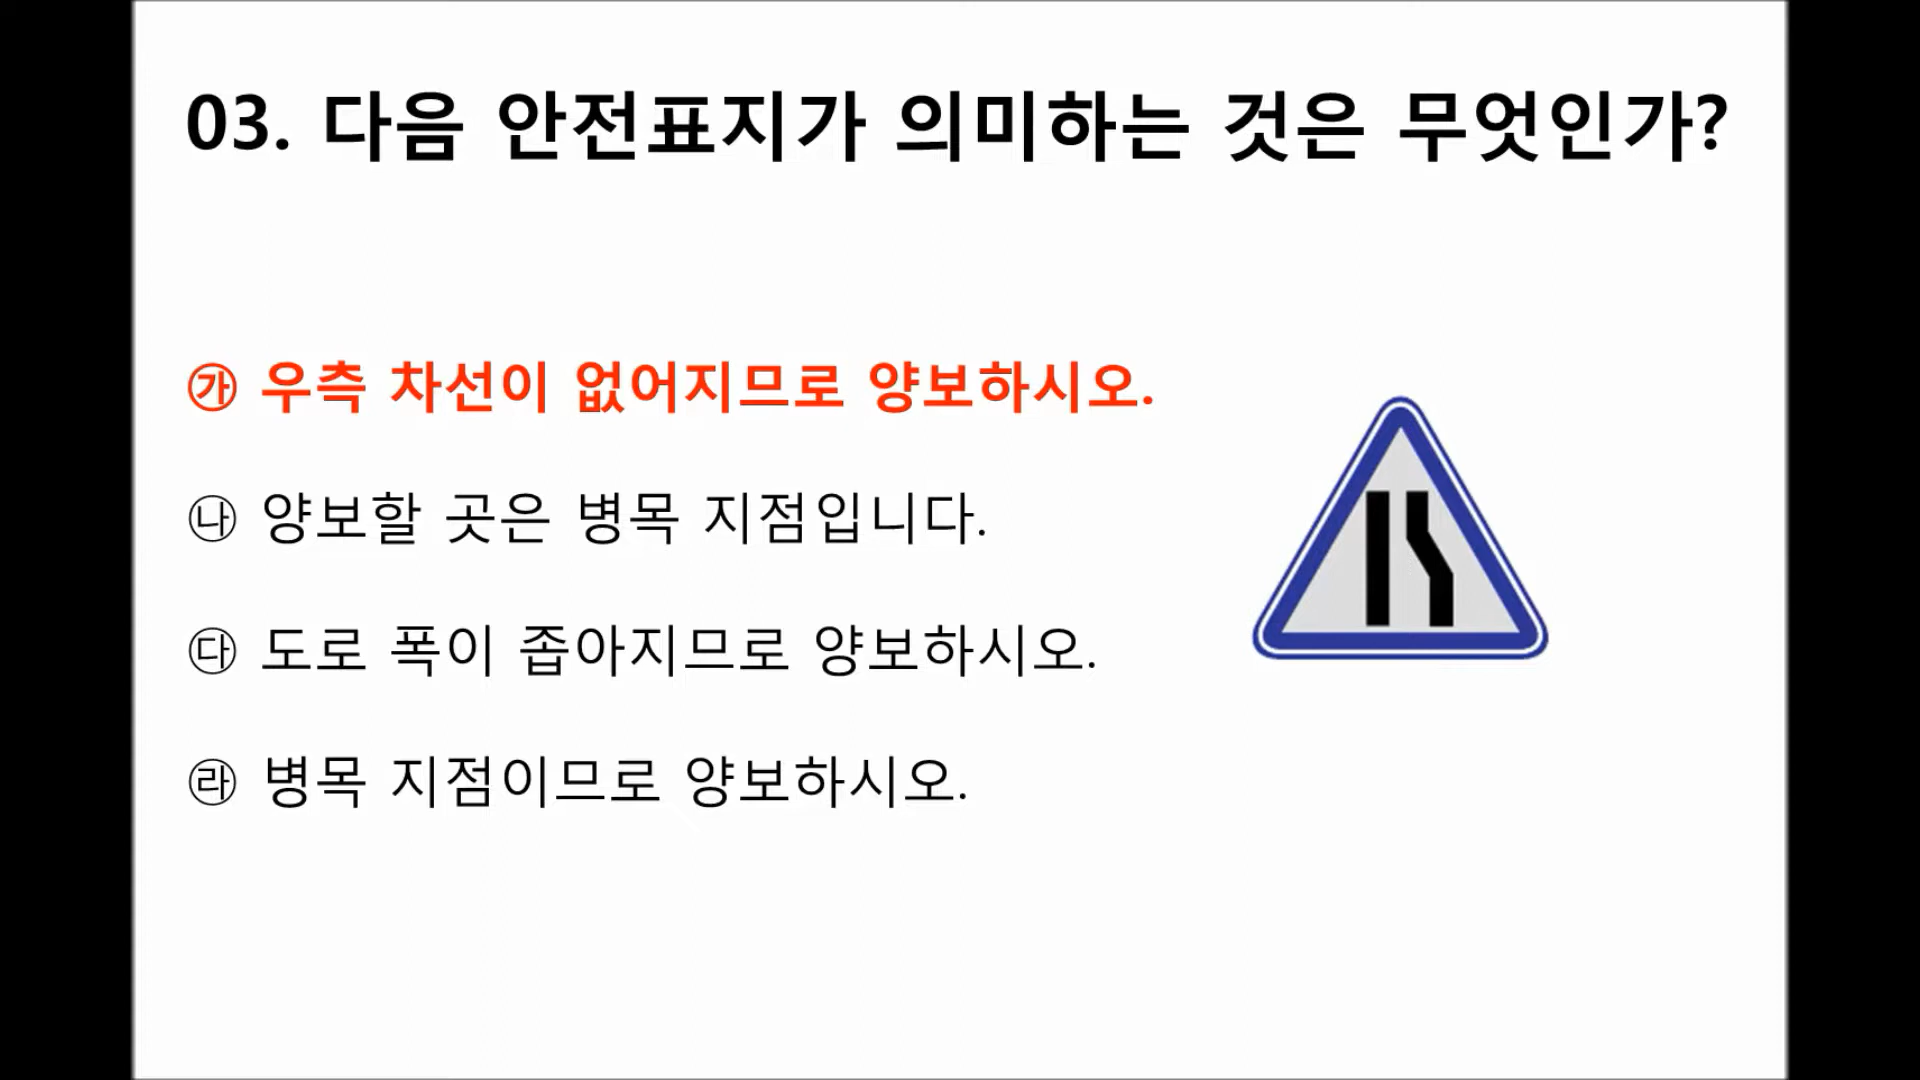 03. 다음 안전표지가 의미하는 것은 무엇인가?
㉮ 우측 차선이 없어지므로 양보하시오.
㉯ 양보할 곳은 병목 지점입니다.
㉰ 도로 폭이 좁아지므로 양보하시오.
㉱ 병목 지점이므로 양보하시오.